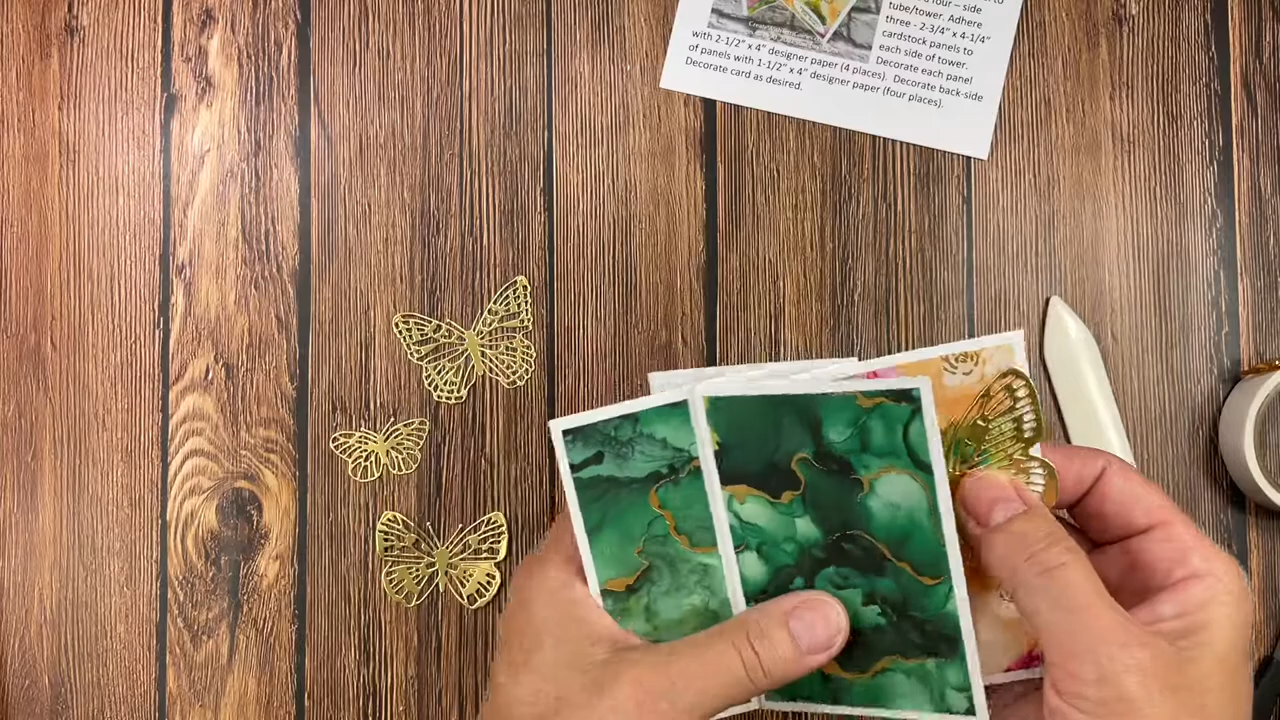 four – side
tube/tower. Adhere
three - 2-3/4" x 4-1/4"
cardstock panels to
each side of tower.
Decorate each panel
with 2-1/2" x 4" designer paper (4 places). Decorate back-side
of panels with 1-1/2" x 4" designer paper (four places).
Decorate card as desired.